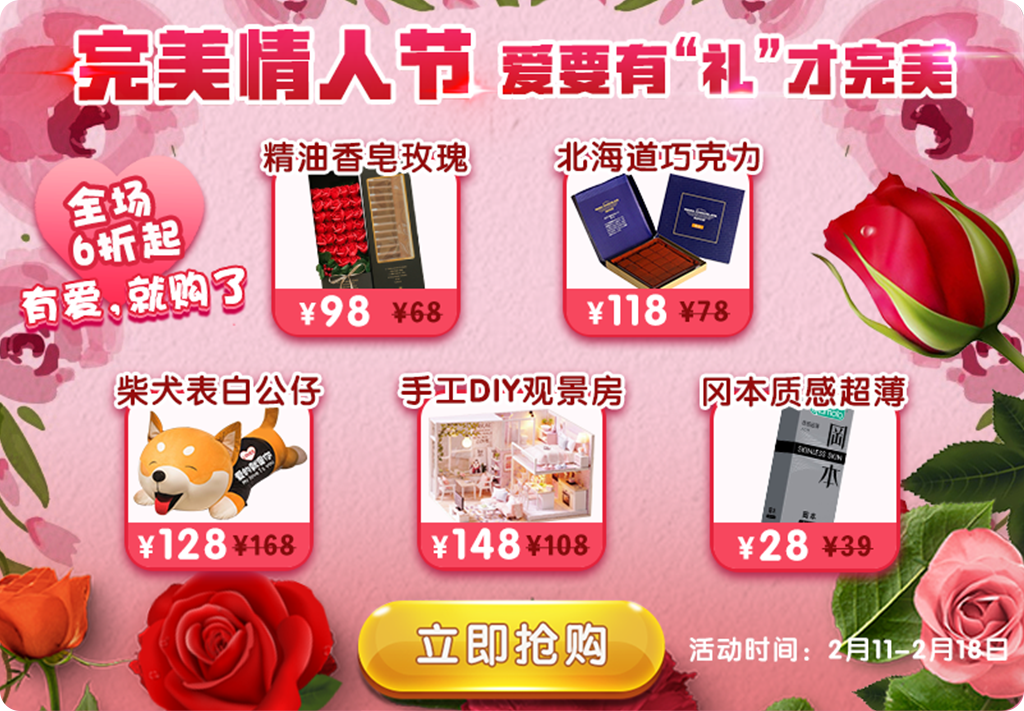 完美情人节 爱要有“礼”才完美
全场
6折起
有爱,就购了
精油香皂玫瑰
¥98 ¥68
北海道巧克力
¥118 ¥78
柴犬表白公仔
¥128 ¥168
手工DIY观景房
¥148 ¥108
冈本质感超薄
岡
SKINLESS SKIN
本
¥28 ¥39
立即抢购
活动时间：2月11-2月18日